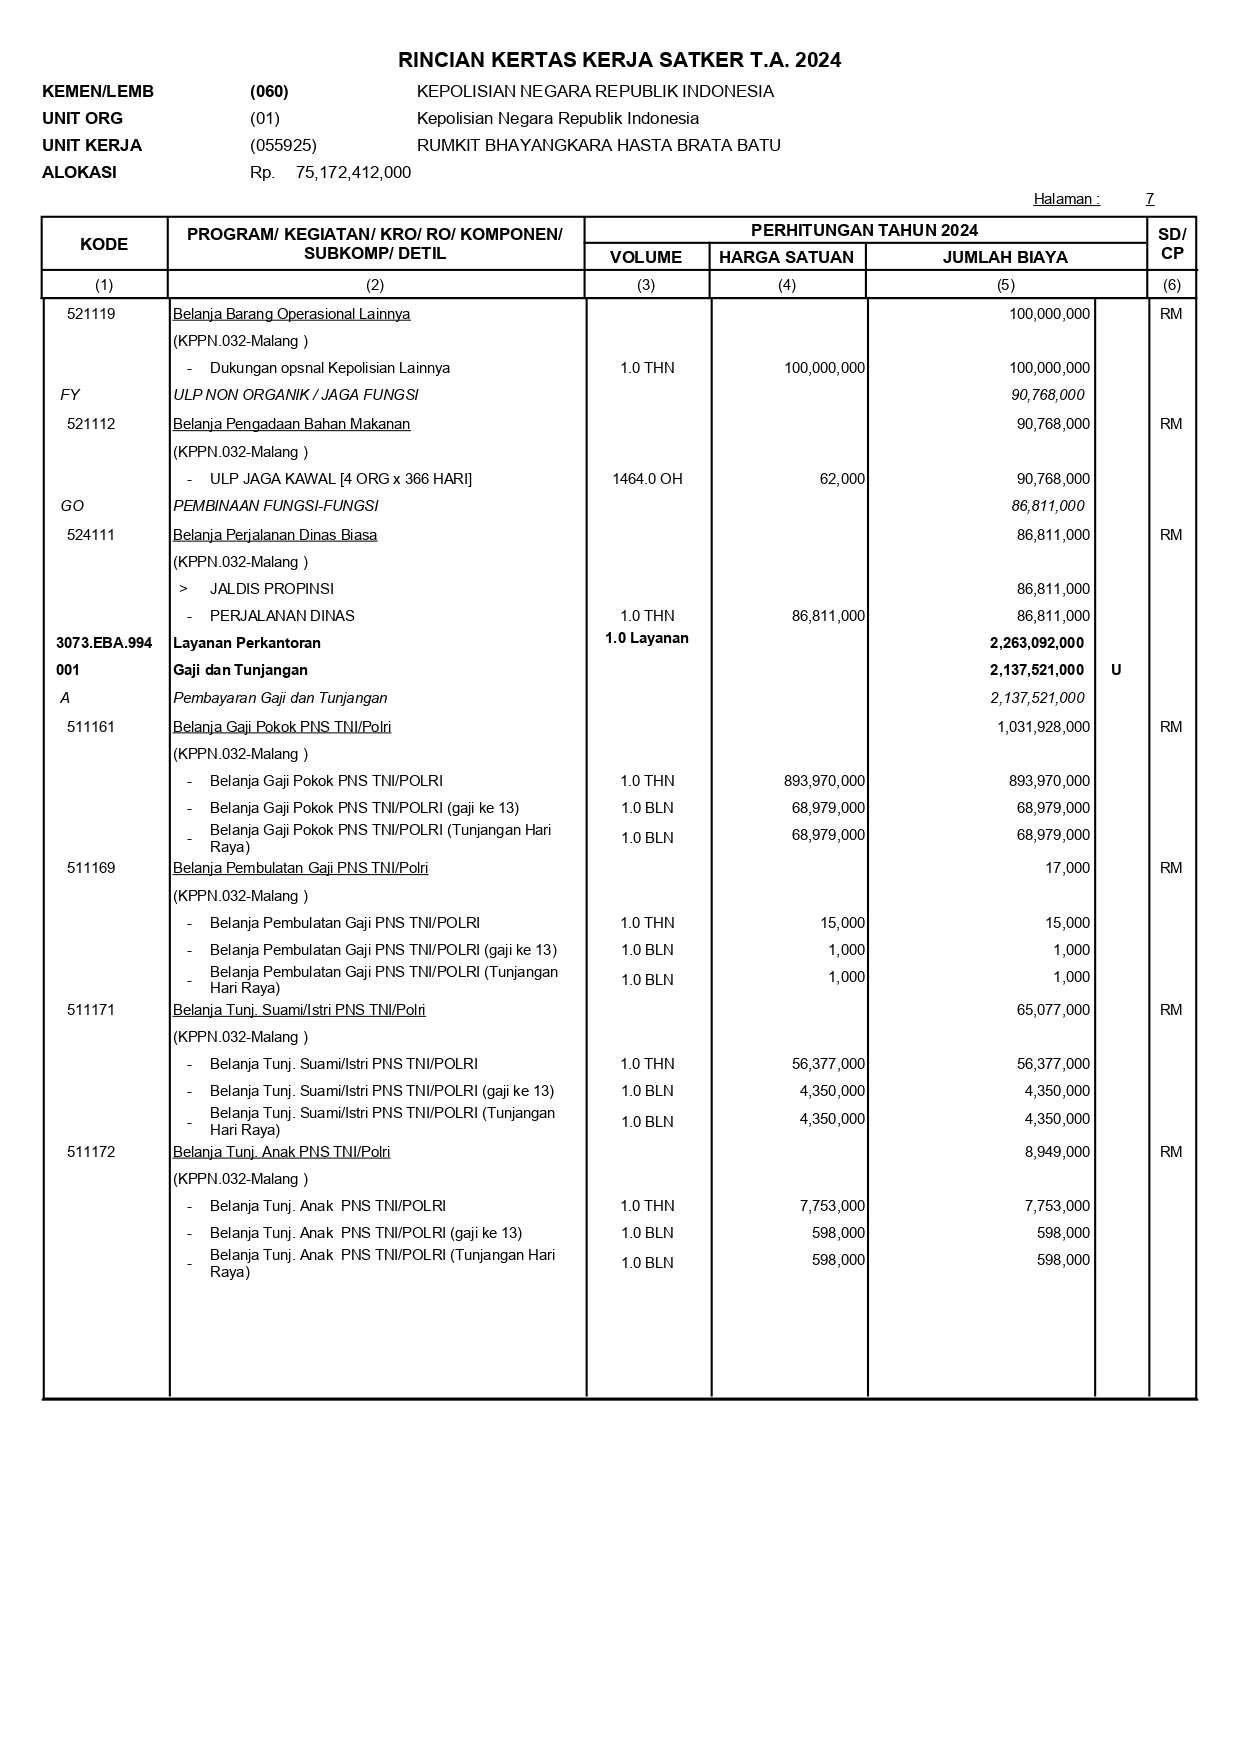 RINCIAN KERTAS KERJA SATKER T.A. 2024
KEMEN/LEMB (060) KEPOLISIAN NEGARA REPUBLIK INDONESIA
UNIT ORG (01) Kepolisian Negara Republik Indonesia
UNIT KERJA (055925) RUMKIT BHAYANGKARA HASTA BRATA BATU
ALOKASI Rp. 75,172,412,000
Halaman : 7
KODE PROGRAM/ KEGIATAN/ KRO/ RO/ KOMPONEN/ SUBKOMP/ DETIL PERHITUNGAN TAHUN 2024 SD/ CP
VOLUME HARGA SATUAN JUMLAH BIAYA
(1) (2) (3) (4) (5) (6)
521119 Belanja Barang Operasional Lainnya 100,000,000 RM
(KPPN.032-Malang )
- Dukungan opsnal Kepolisian Lainnya 1.0 THN 100,000,000 100,000,000
FY ULP NON ORGANIK / JAGA FUNGSI 90,768,000
521112 Belanja Pengadaan Bahan Makanan 90,768,000 RM
(KPPN.032-Malang )
- ULP JAGA KAWAL [4 ORG x 366 HARI] 1464.0 OH 62,000 90,768,000
GO PEMBINAAN FUNGSI-FUNGSI 86,811,000
524111 Belanja Perjalanan Dinas Biasa 86,811,000 RM
(KPPN.032-Malang )
> JALDIS PROPINSI 86,811,000
- PERJALANAN DINAS 1.0 THN 86,811,000 86,811,000
3073.EBA.994 Layanan Perkantoran 1.0 Layanan 2,263,092,000
001 Gaji dan Tunjangan 2,137,521,000 U
A Pembayaran Gaji dan Tunjangan 2,137,521,000
511161 Belanja Gaji Pokok PNS TNI/Polri 1,031,928,000 RM
(KPPN.032-Malang )
- Belanja Gaji Pokok PNS TNI/POLRI 1.0 THN 893,970,000 893,970,000
- Belanja Gaji Pokok PNS TNI/POLRI (gaji ke 13) 1.0 BLN 68,979,000 68,979,000
- Belanja Gaji Pokok PNS TNI/POLRI (Tunjangan Hari 1.0 BLN 68,979,000 68,979,000
Raya)
511169 Belanja Pembulatan Gaji PNS TNI/Polri 17,000 RM
(KPPN.032-Malang )
- Belanja Pembulatan Gaji PNS TNI/POLRI 1.0 THN 15,000 15,000
- Belanja Pembulatan Gaji PNS TNI/POLRI (gaji ke 13) 1.0 BLN 1,000 1,000
- Belanja Pembulatan Gaji PNS TNI/POLRI (Tunjangan 1.0 BLN 1,000 1,000
Hari Raya)
511171 Belanja Tunj. Suami/Istri PNS TNI/Polri 65,077,000 RM
(KPPN.032-Malang )
- Belanja Tunj. Suami/Istri PNS TNI/POLRI 1.0 THN 56,377,000 56,377,000
- Belanja Tunj. Suami/Istri PNS TNI/POLRI (gaji ke 13) 1.0 BLN 4,350,000 4,350,000
- Belanja Tunj. Suami/Istri PNS TNI/POLRI (Tunjangan 1.0 BLN 4,350,000 4,350,000
Hari Raya)
511172 Belanja Tunj. Anak PNS TNI/Polri 8,949,000 RM
(KPPN.032-Malang )
- Belanja Tunj. Anak PNS TNI/POLRI 1.0 THN 7,753,000 7,753,000
- Belanja Tunj. Anak PNS TNI/POLRI (gaji ke 13) 1.0 BLN 598,000 598,000
- Belanja Tunj. Anak PNS TNI/POLRI (Tunjangan Hari 1.0 BLN 598,000 598,000
Raya)